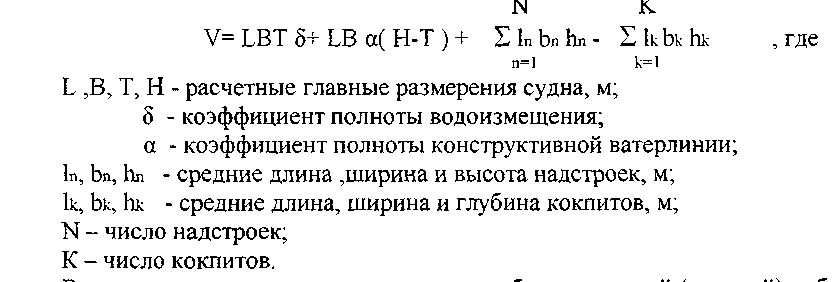 N K
V= LBT δ+ LB α( H-T ) + Σ ln bn hn - Σ lk bk hk , где
n=1 k=1
L ,B, T, H - расчетные главные размерения судна, м;
δ - коэффициент полноты водоизмещения;
α - коэффициент полноты конструктивной ватерлинии;
ln, bn, hn - средние длина ,ширина и высота надстроек, м;
lk, bk, hk - средние длина, ширина и глубина кокпитов, м;
N – число надстроек;
К – число кокпитов.